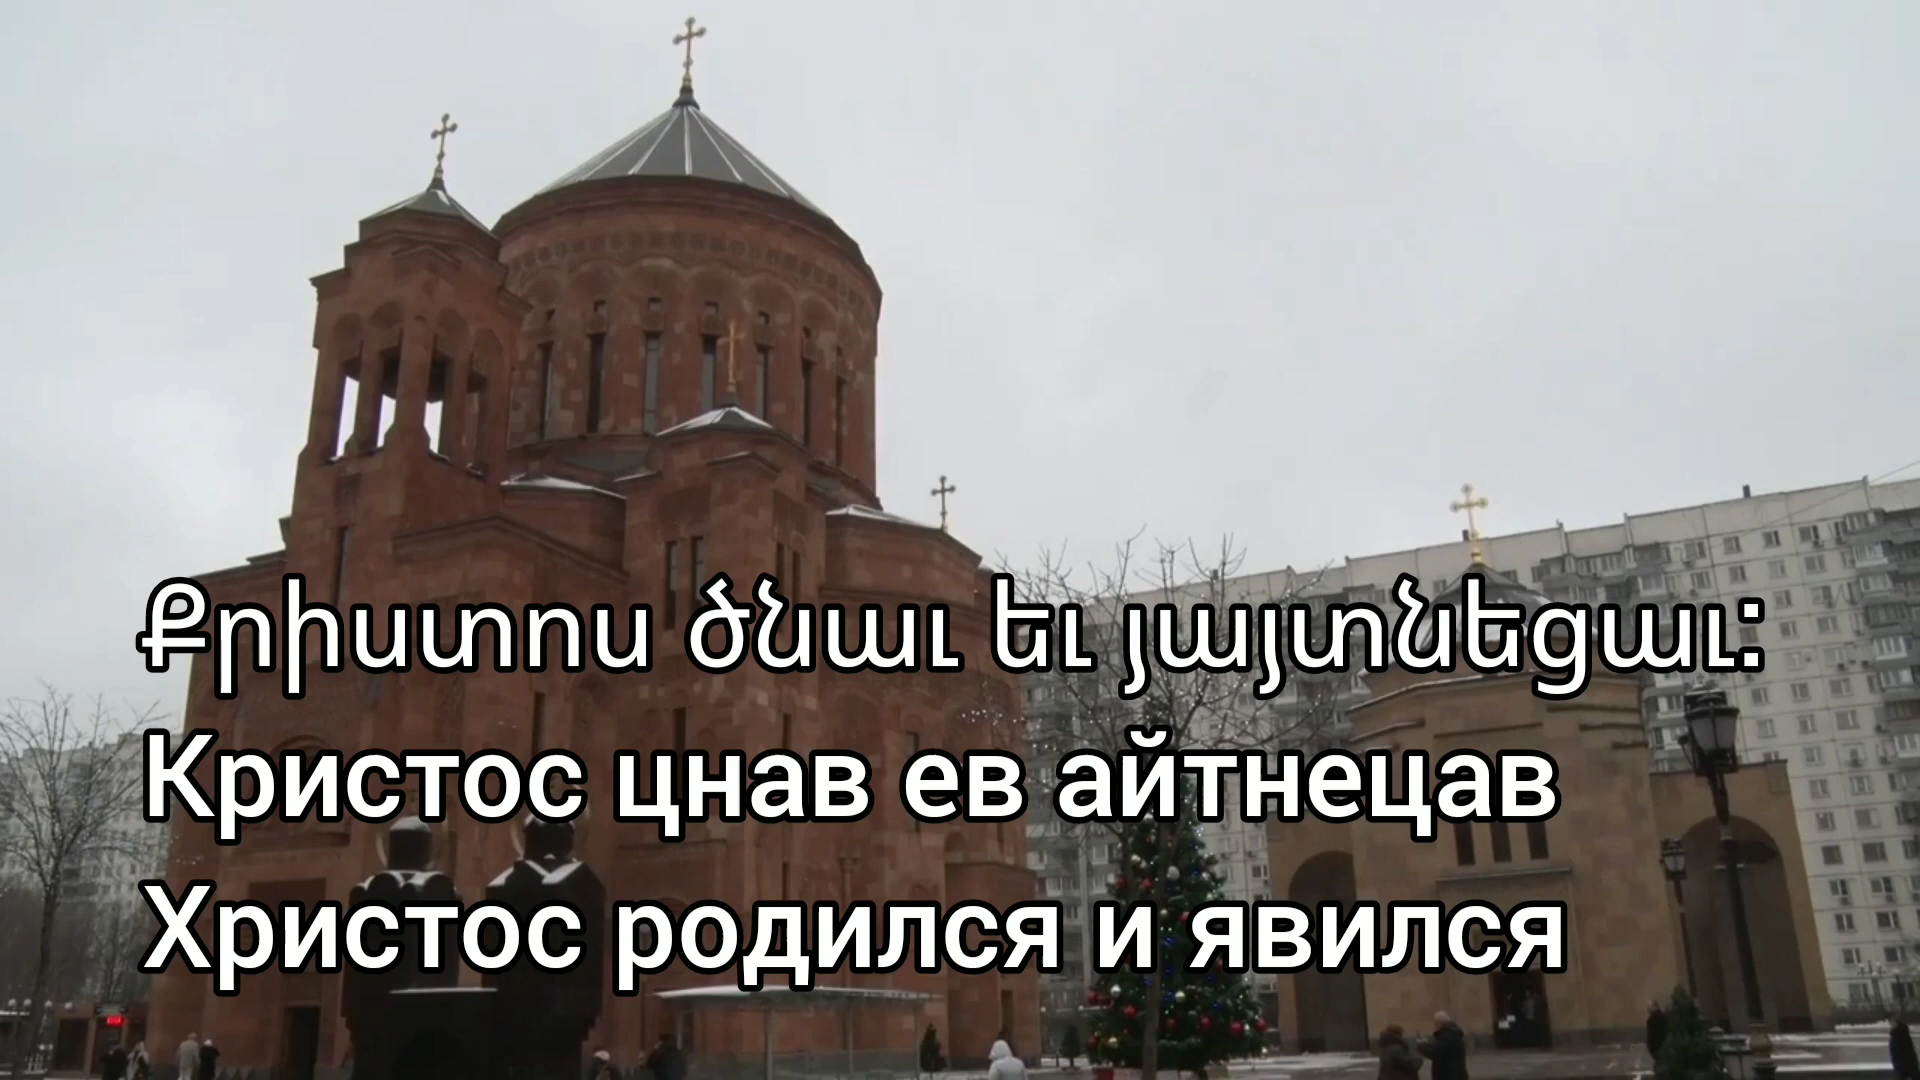 Քրիստոս ծնաւ եւ յայտնեցաւ:
Кристос цнав ев айтнецав
Христос родился и явился